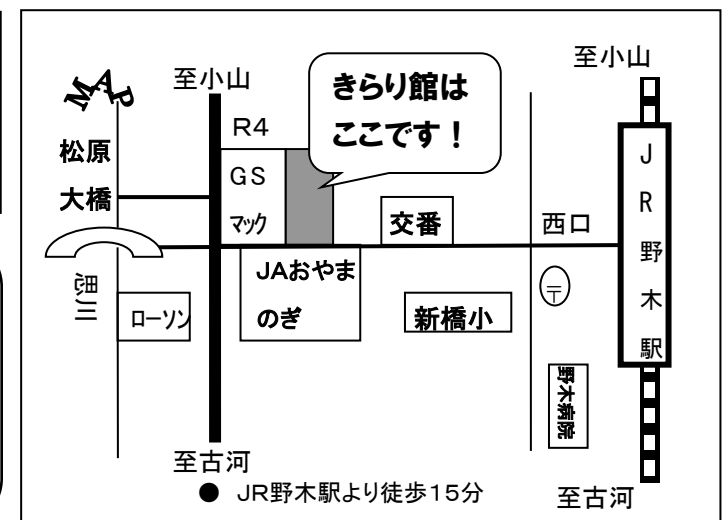 MAP
至小山
至小山
R4
きらり館は
ここです！
松原
大橋
GS
マック
交番
西口
JR野木駅
思川
ローソン
JAおやま
のぎ
新橋小
〒
野木病院
至古河
至古河
● JR野木駅より徒歩15分